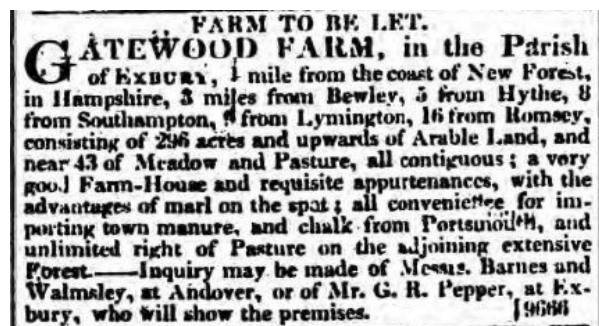 FARM TO BE LET.
GATEWOOD FARM, in the Parish
of EXBURY, mile from the coast of New Forest,
in Hampshire, 3 miles from Bewley, 5 from Hythe, 8
from Southampton, from Lymington, 16 from Romsey,
consisting of 296 acres and upwards of Arable Land, and
near 43 of Meadow and Pasture, all contiguous; a very
good Farm-House and requisite appurtenances, with the
advantages of marl on the spot; all convenience for im-
porting town manure, and chalk from Portsmouth, and
unlimited right of Pasture on the adjoining extensive
Forest.——Inquiry may be made of Messrs. Barnes and
Walmsley, at Andover, or of Mr. G. R. Pepper, at Ex-
bury, who will show the premises. [9666